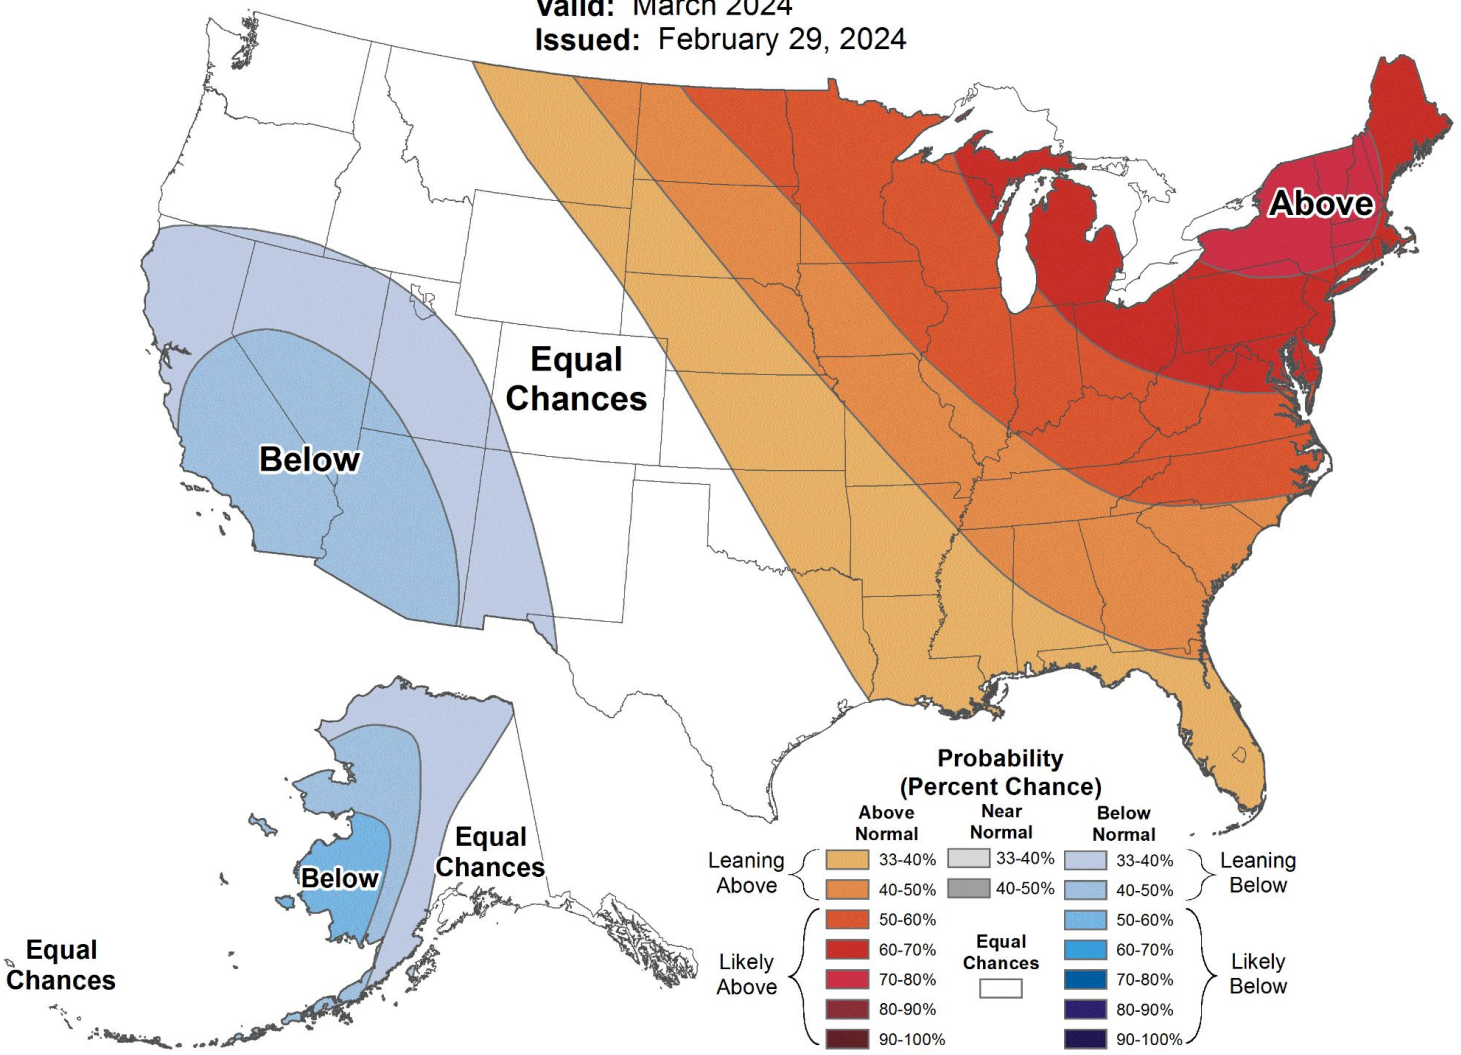 Valid: March 2024
Issued: February 29, 2024
Above
Equal
Chances
Below
Equal
Chances
Below
Equal
Chances
Probability
(Percent Chance)
Above
Normal
Near
Normal
Below
Normal
Leaning
Above
33-40%
33-40%
33-40%
Leaning
Below
40-50%
40-50%
40-50%
50-60%
50-60%
Likely
Above
60-70%
Equal
Chances
60-70%
Likely
Below
70-80%
70-80%
80-90%
80-90%
90-100%
90-100%